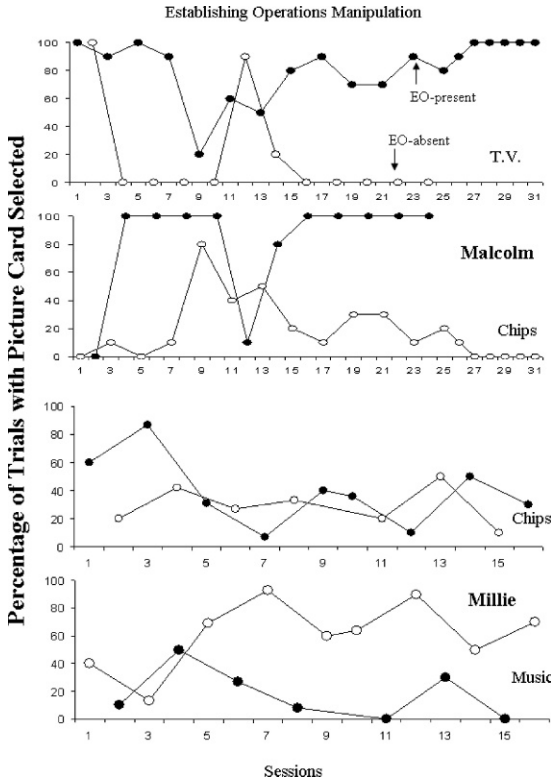 Establishing Operations Manipulation
Percentage of Trials with Picture Card Selected
100
80
60
40
20
0
EO-present
EO-absent
T.V.
1 3 5 7 9 11 13 15 17 19 21 23 25 27 29 31
100
80
60
40
20
0
Malcolm
Chips
1 3 5 7 9 11 13 15 17 19 21 23 25 27 29 31
100
80
60
40
20
0
Chips
1 3 5 7 9 11 13 15
100
80
60
40
20
0
Millie
Music
1 3 5 7 9 11 13 15
Sessions